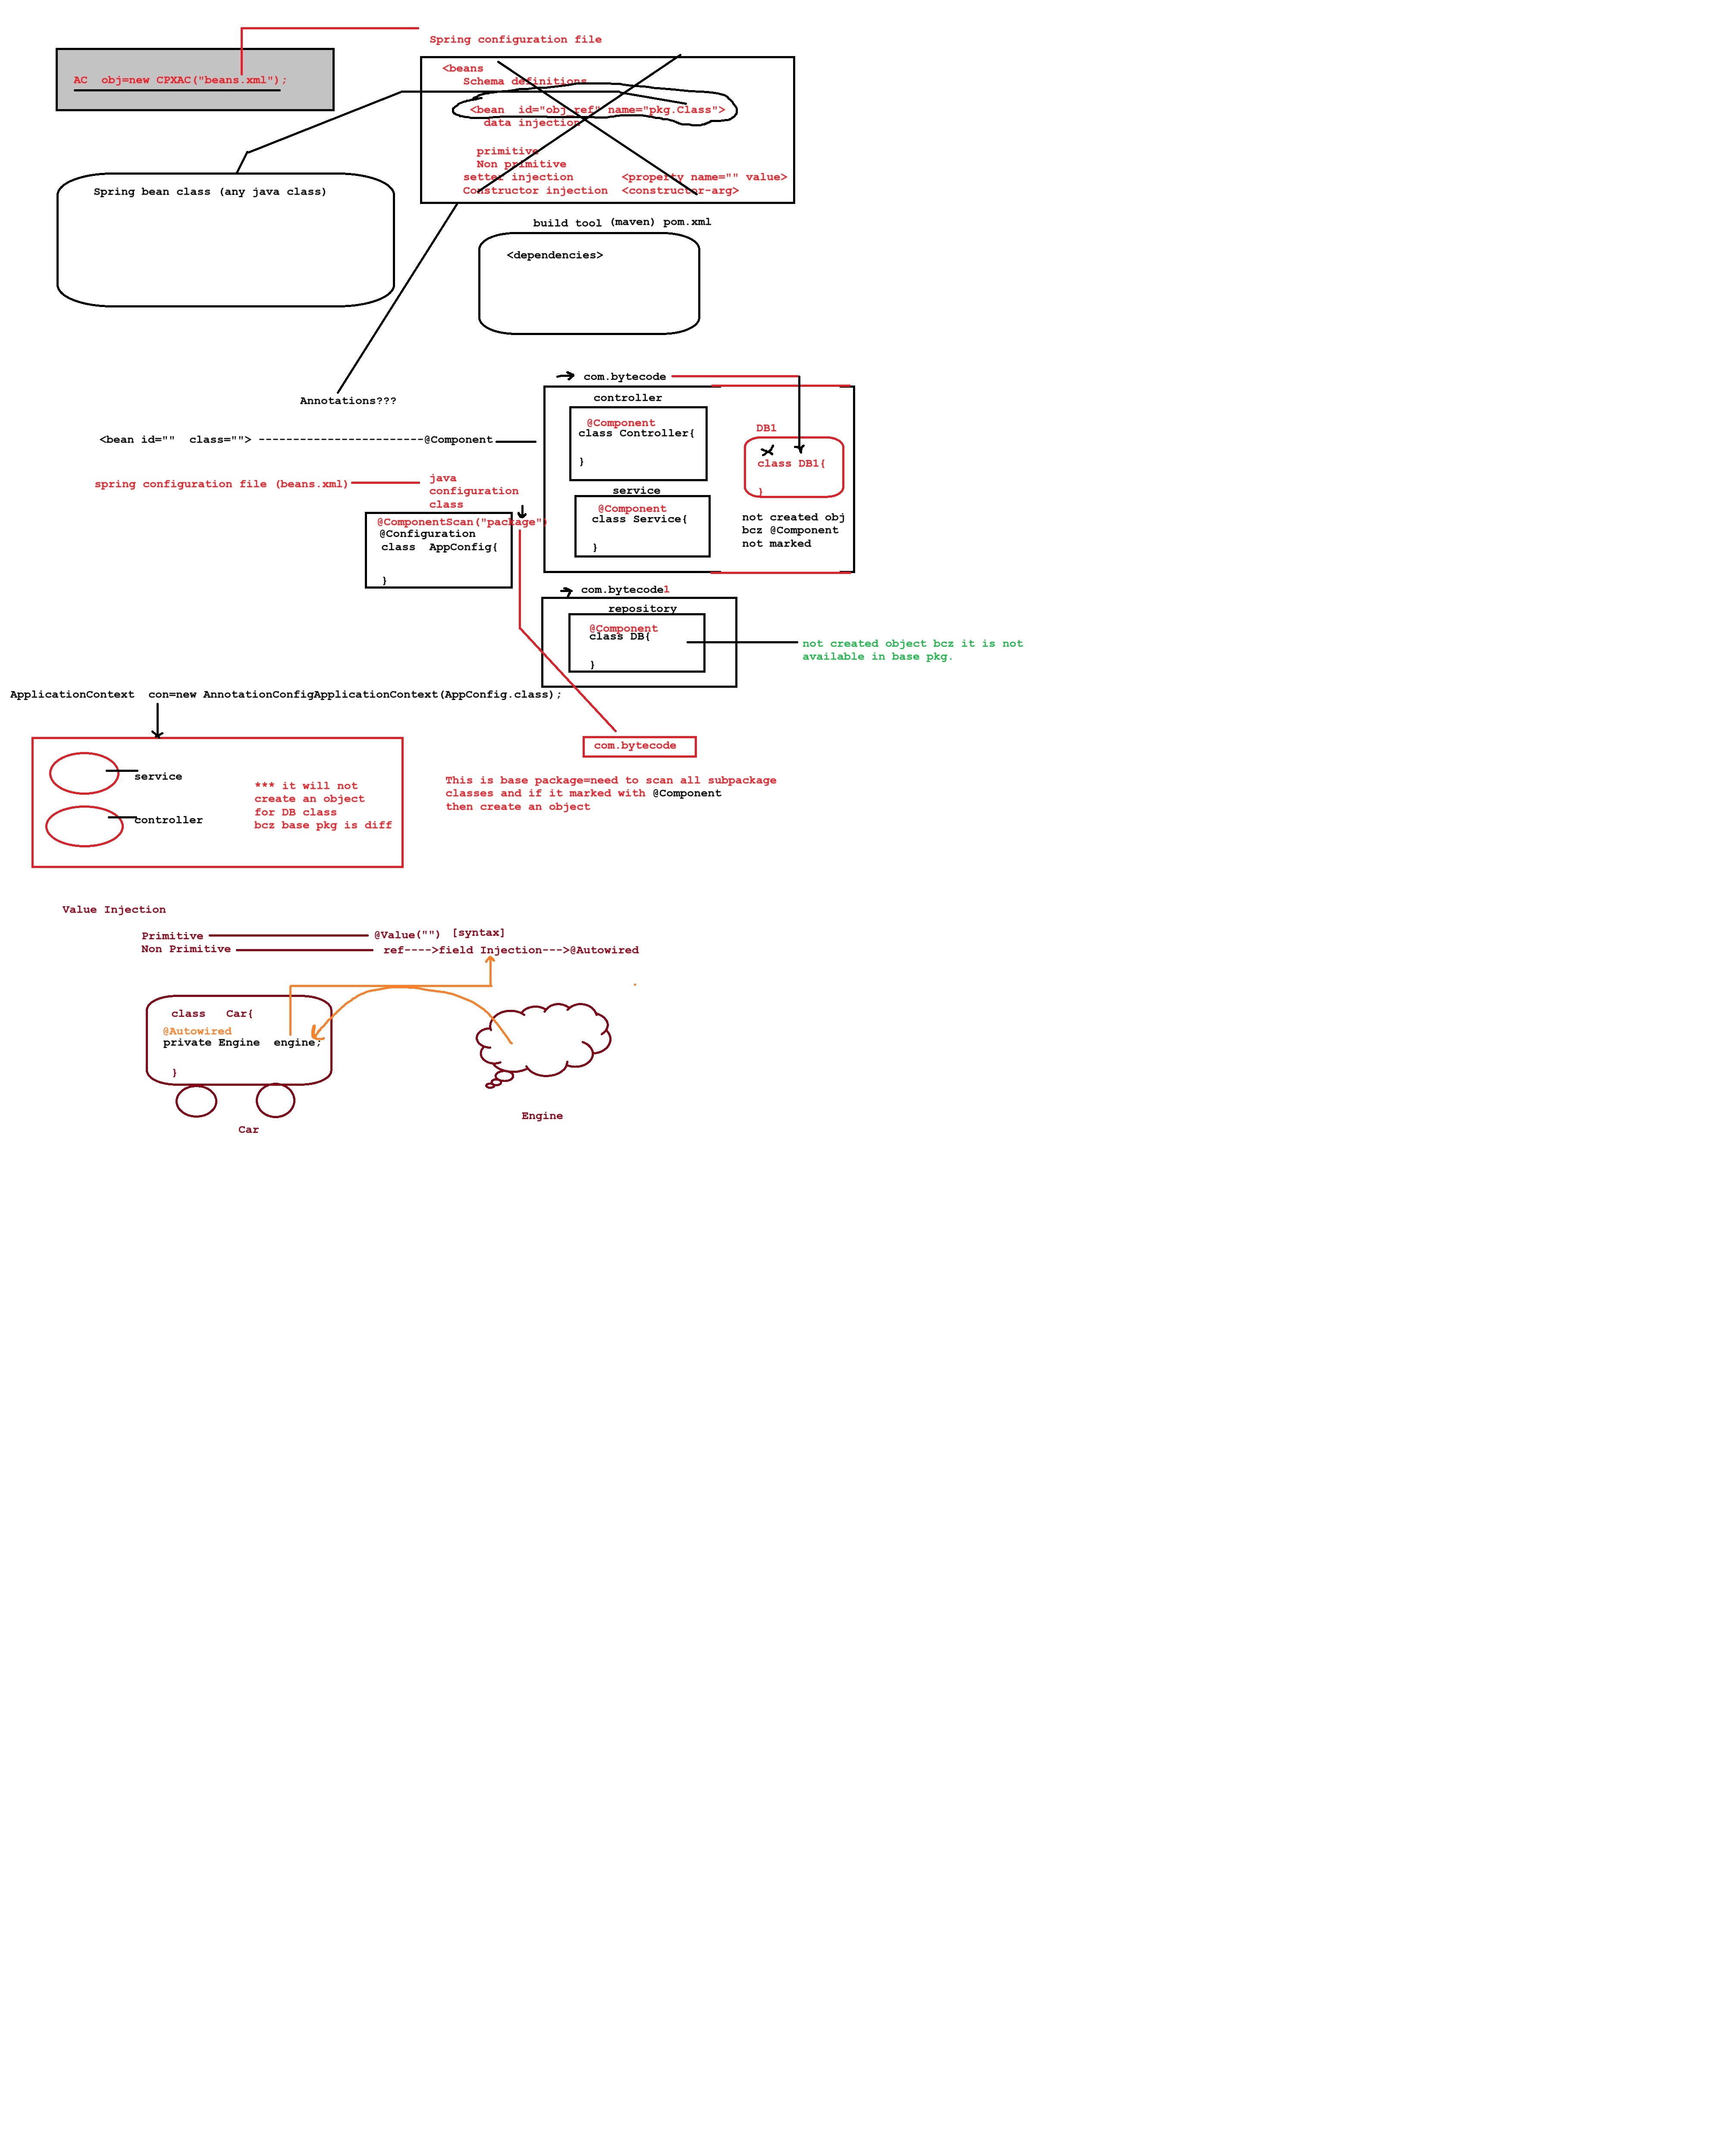 Spring configuration file
AC  obj=new CPXAC("beans.xml");
<beans
Schema definitions
<bean  id="obj ref" name="pkg.Class">
data injection
primitive
Non primitive
setter injection       <property name="" value>
Constructor injection  <constructor-arg>
Spring bean class (any java class)
build tool (maven) pom.xml
<dependencies>
Annotations???
<bean id=""  class=""> ------------------------@Component
spring configuration file (beans.xml)
java
configuration
class
@ComponentScan("package")
@Configuration
class  AppConfig{
}
com.bytecode
controller
@Component
class Controller{
}
service
@Component
class Service{
}
DB1
class DB1{
}
not created obj
bcz @Component
not marked
com.bytecode1
repository
@Component
class DB{
}
not created object bcz it is not
available in base pkg.
ApplicationContext  con=new AnnotationConfigApplicationContext(AppConfig.class);
service
controller
*** it will not
create an object
for DB class
bcz base pkg is diff
com.bytecode
This is base package=need to scan all subpackage
classes and if it marked with @Component
then create an object
Value Injection
Primitive @Value("")  [syntax]
Non Primitive ref---->field Injection--->@Autowired
class   Car{
@Autowired
private Engine  engine;
}
Car
Engine